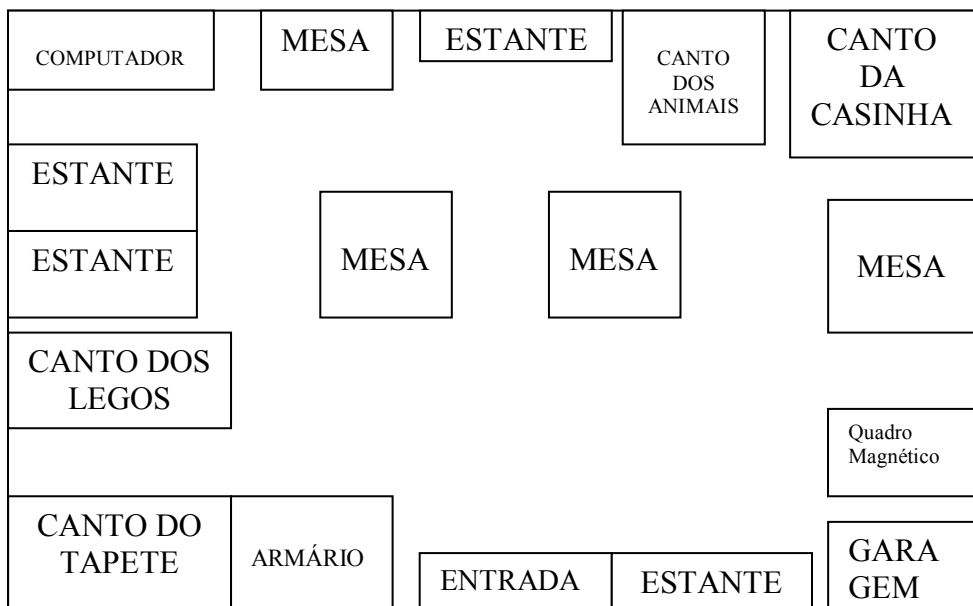 COMPUTADOR
MESA
ESTANTE
CANTO
DOS
ANIMAIS
CANTO
DA
CASINHA
ESTANTE
ESTANTE
MESA
MESA
MESA
CANTO DOS
LEGOS
Quadro
Magnético
CANTO DO
TAPETE
ARMÁRIO
ENTRADA
ESTANTE
GARA
GEM